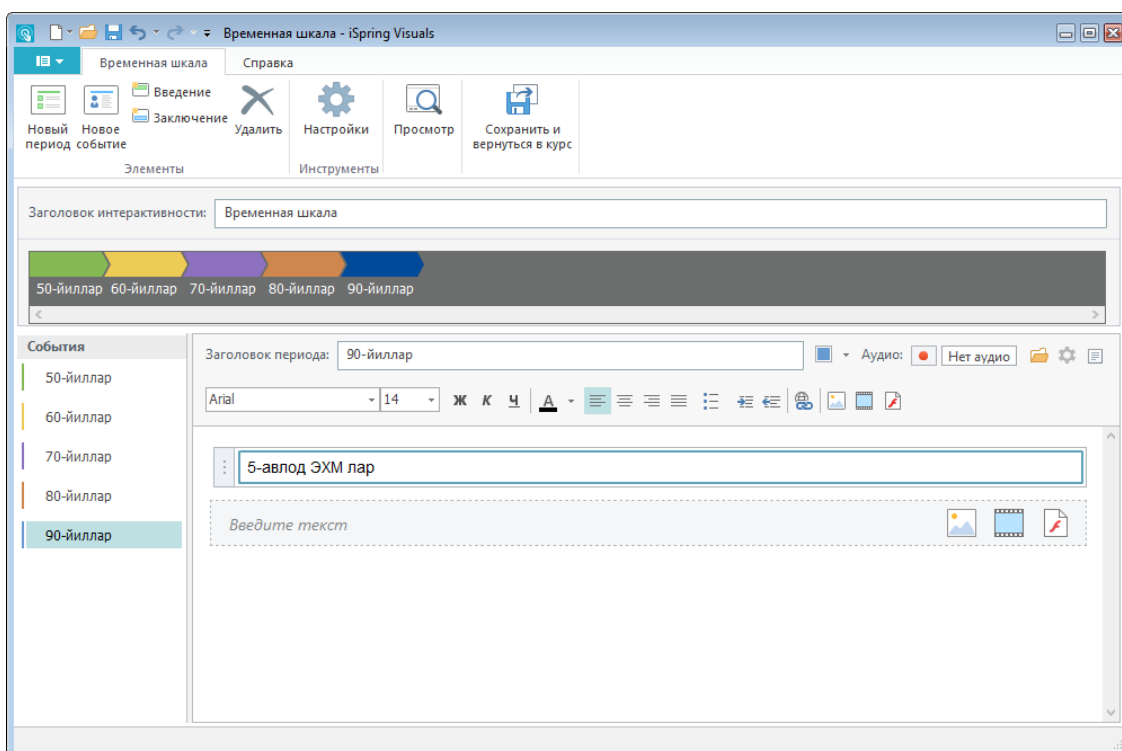 Временная шкала - iSpring Visuals
Временная шкала Справка
Новый период
Новое событие
Введение
Заключение
Удалить
Настройки
Просмотр
Сохранить и вернуться в курс
Элементы
Инструменты
Заголовок интерактивности: Временная шкала
50-йиллар 60-йиллар 70-йиллар 80-йиллар 90-йиллар
События
50-йиллар
60-йиллар
70-йиллар
80-йиллар
90-йиллар
Заголовок периода: 90-йиллар Аудио: Нет аудио
Arial 14 Ж К Ч А
5-авлод ЭХМ лар
Введите текст